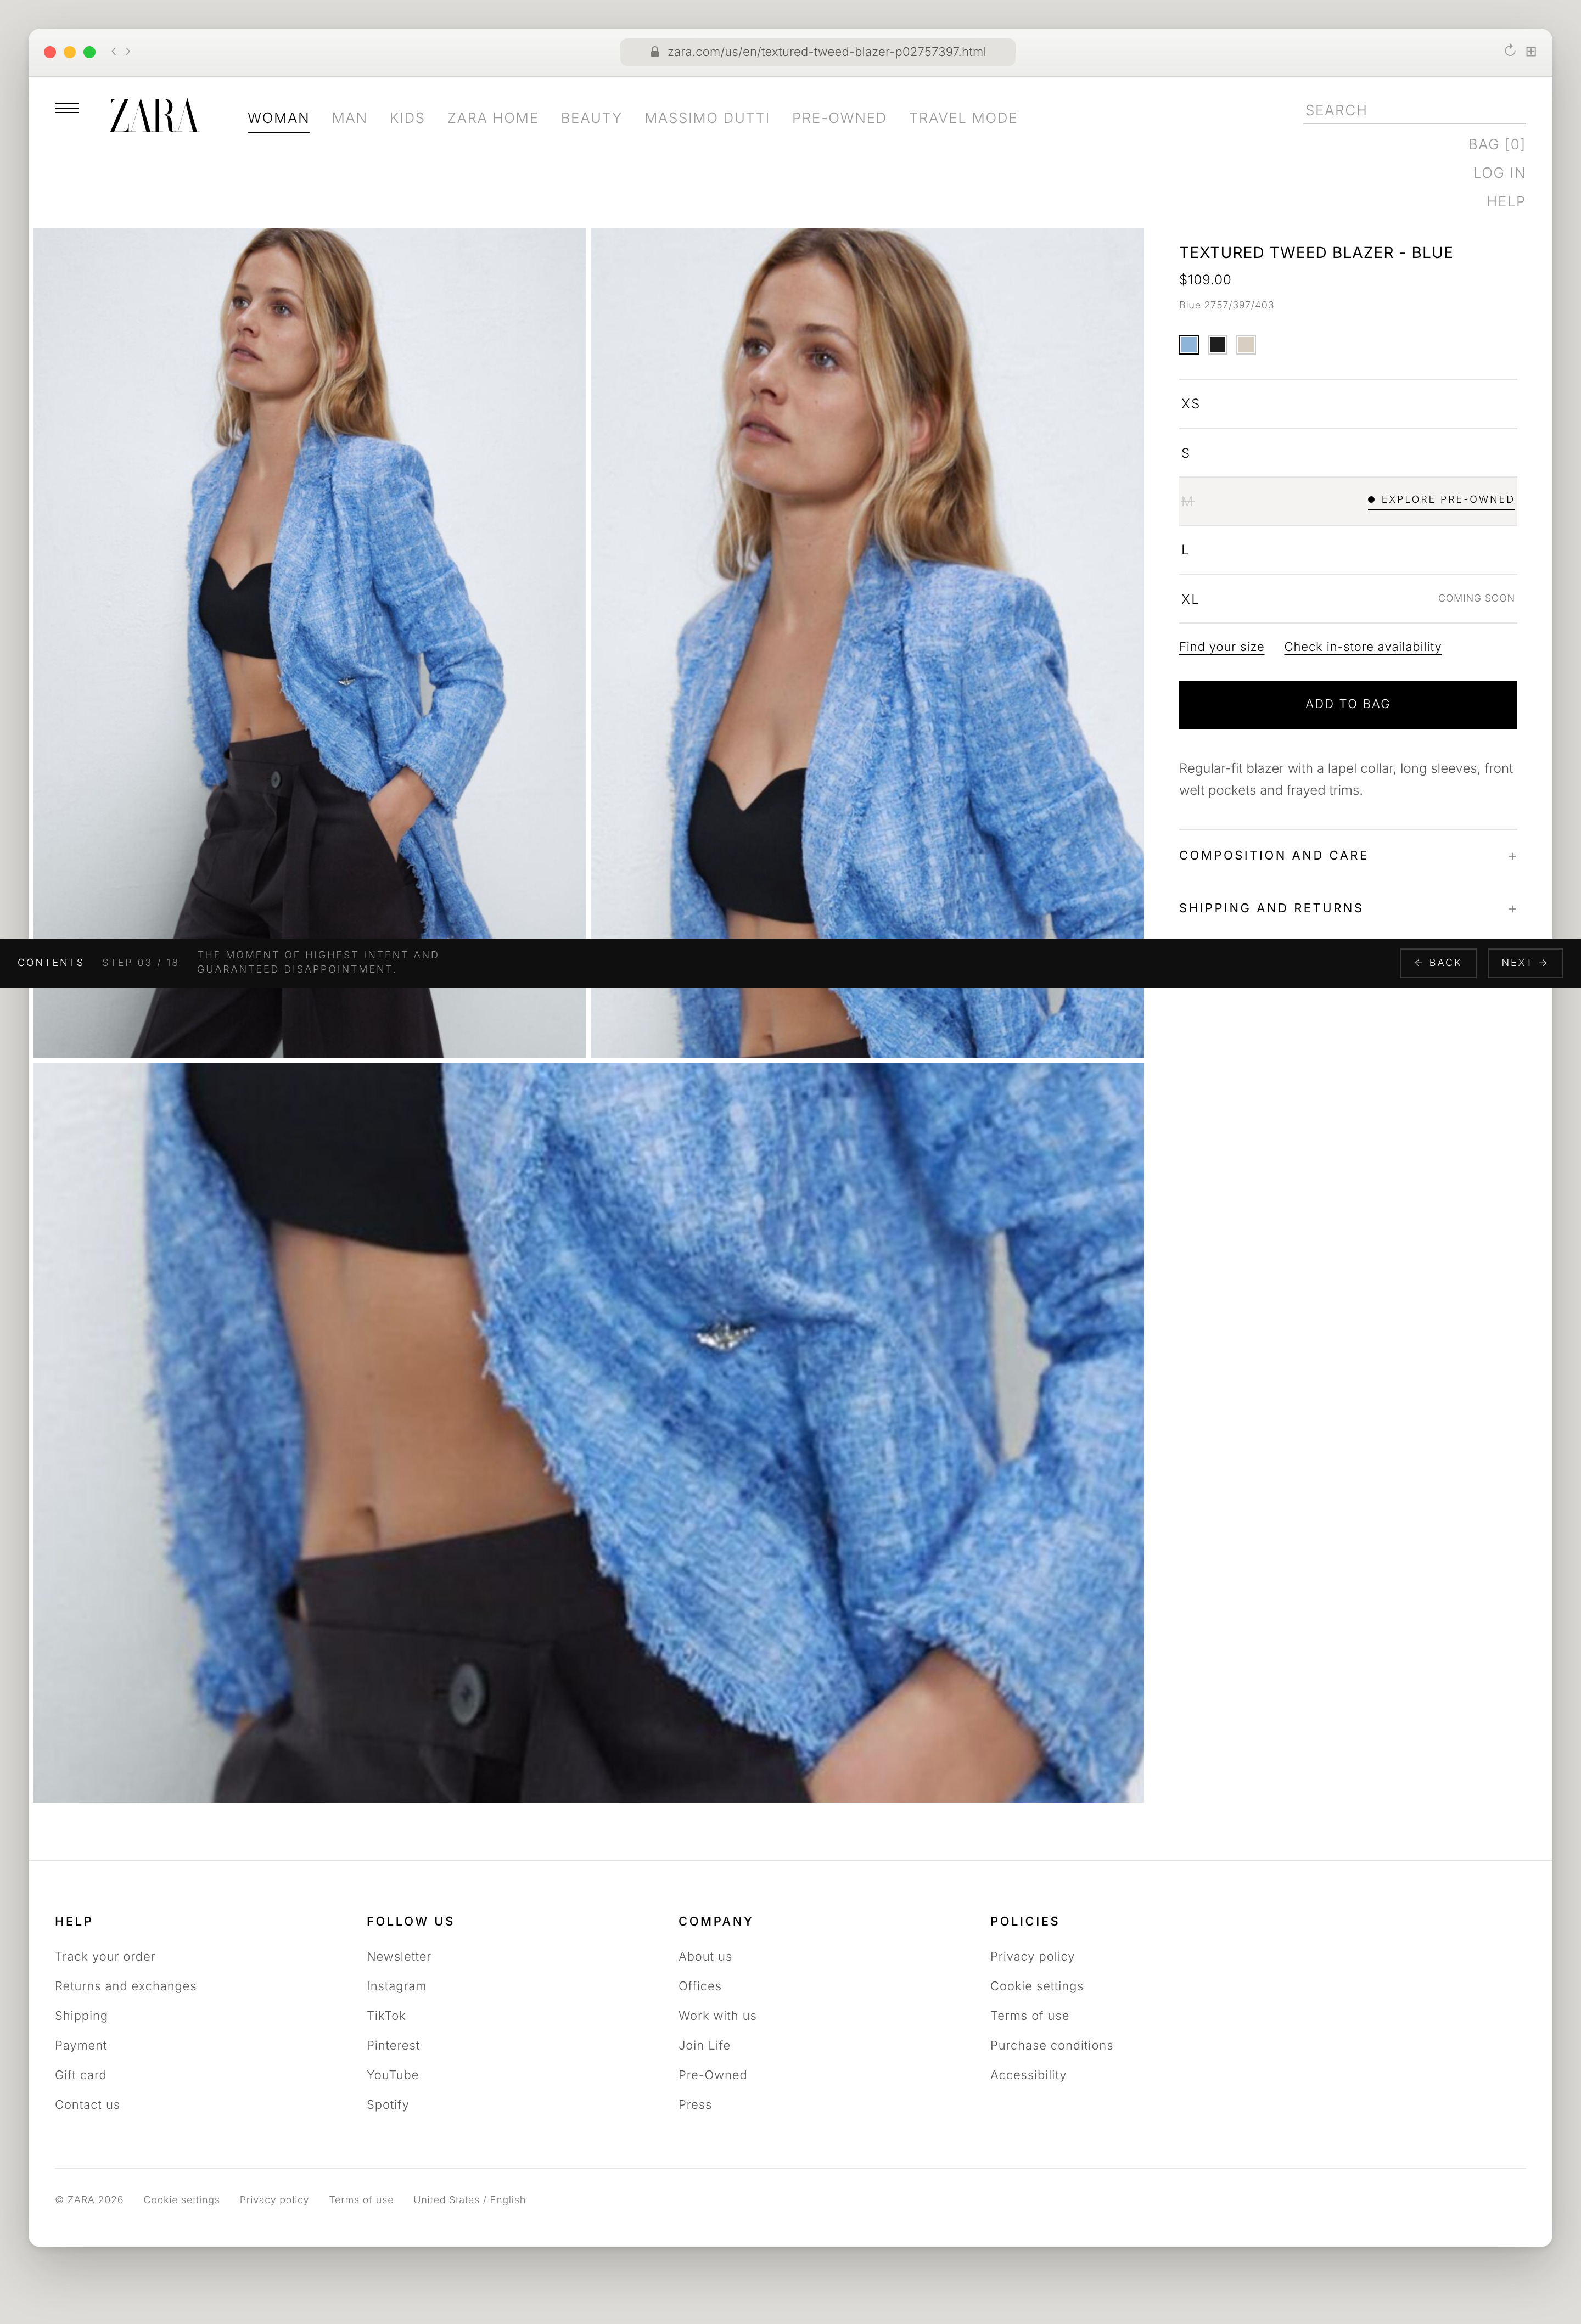 zara.com/us/en/textured-tweed-blazer-p02757397.html
ZARA
WOMAN MAN KIDS ZARA HOME BEAUTY MASSIMO DUTTI PRE-OWNED TRAVEL MODE
SEARCH
BAG [0]
LOG IN
HELP
TEXTURED TWEED BLAZER - BLUE
$109.00
Blue 2757/397/403
XS
S
M
● EXPLORE PRE-OWNED
L
XL
COMING SOON
Find your size Check in-store availability
ADD TO BAG
Regular-fit blazer with a lapel collar, long sleeves, front
welt pockets and frayed trims.
COMPOSITION AND CARE +
SHIPPING AND RETURNS +
CONTENTS STEP 03 / 18
THE MOMENT OF HIGHEST INTENT AND
GUARANTEED DISAPPOINTMENT.
← BACK NEXT →
HELP
Track your order
Returns and exchanges
Shipping
Payment
Gift card
Contact us
FOLLOW US
Newsletter
Instagram
TikTok
Pinterest
YouTube
Spotify
COMPANY
About us
Offices
Work with us
Join Life
Pre-Owned
Press
POLICIES
Privacy policy
Cookie settings
Terms of use
Purchase conditions
Accessibility
© ZARA 2026 Cookie settings Privacy policy Terms of use United States / English